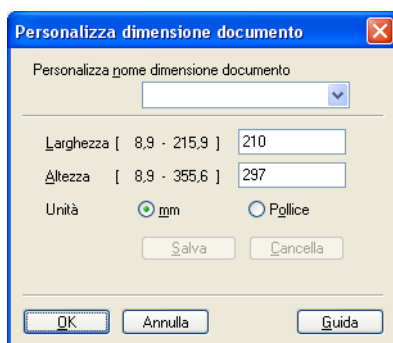 Personalizza dimensione documento
Personalizza nome dimensione documento
Larghezza [ 8,9 - 215,9 ] 210
Altezza [ 8,9 - 355,6 ] 297
Unità mm Pollice
Salva Cancella
OK Annulla Guida